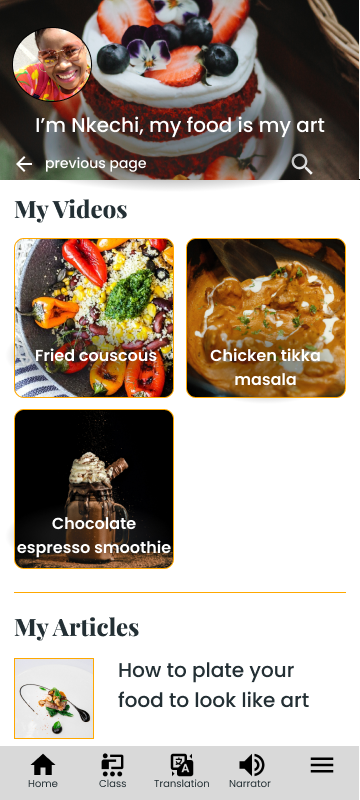 I’m Nkechi, my food is my art
previous page
My Videos
Fried couscous
Chicken tikka
masala
Chocolate
espresso smoothie
My Articles
How to plate your
food to look like art
Home
Class
Translation
Narrator